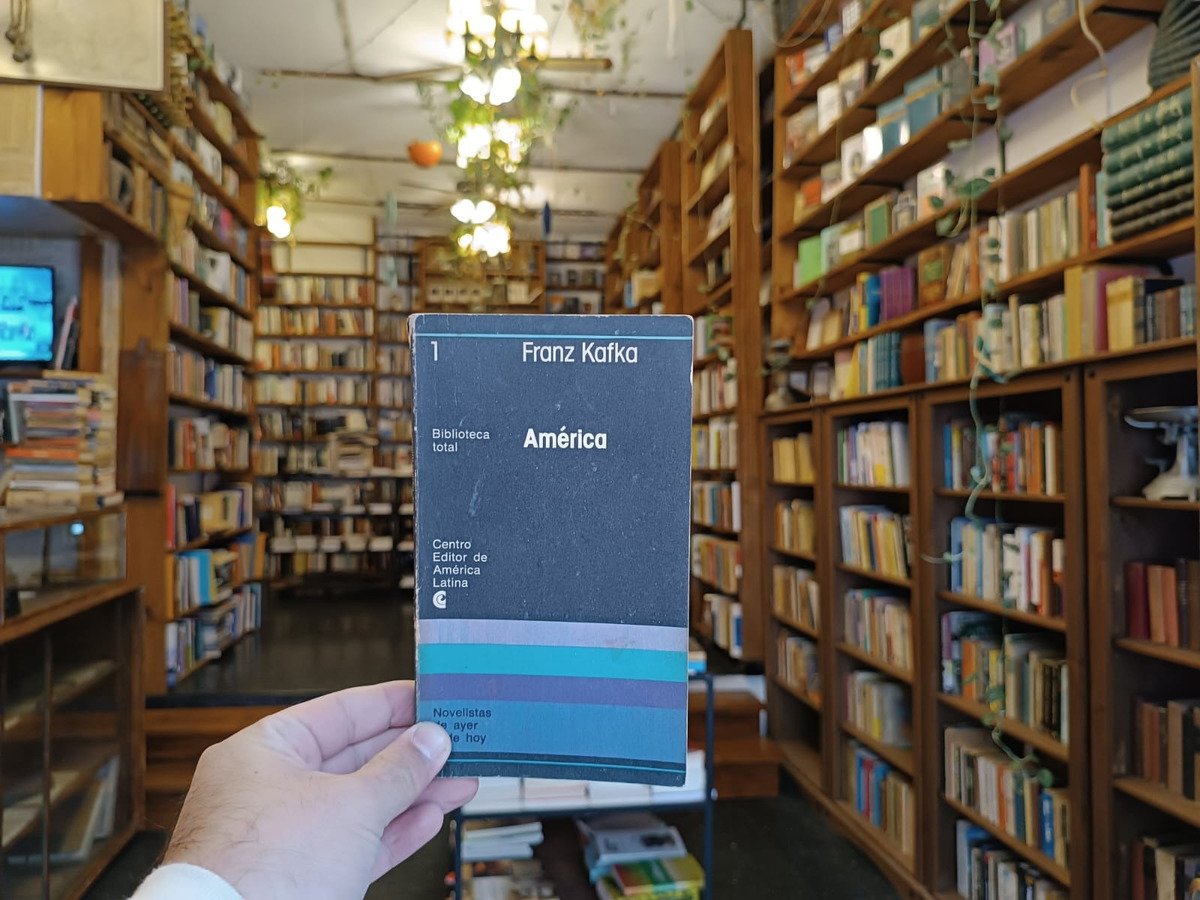 1
Franz Kafka
Biblioteca
total
América
Centro
Editor de
América
Latina
Novelistas
de ayer
de hoy